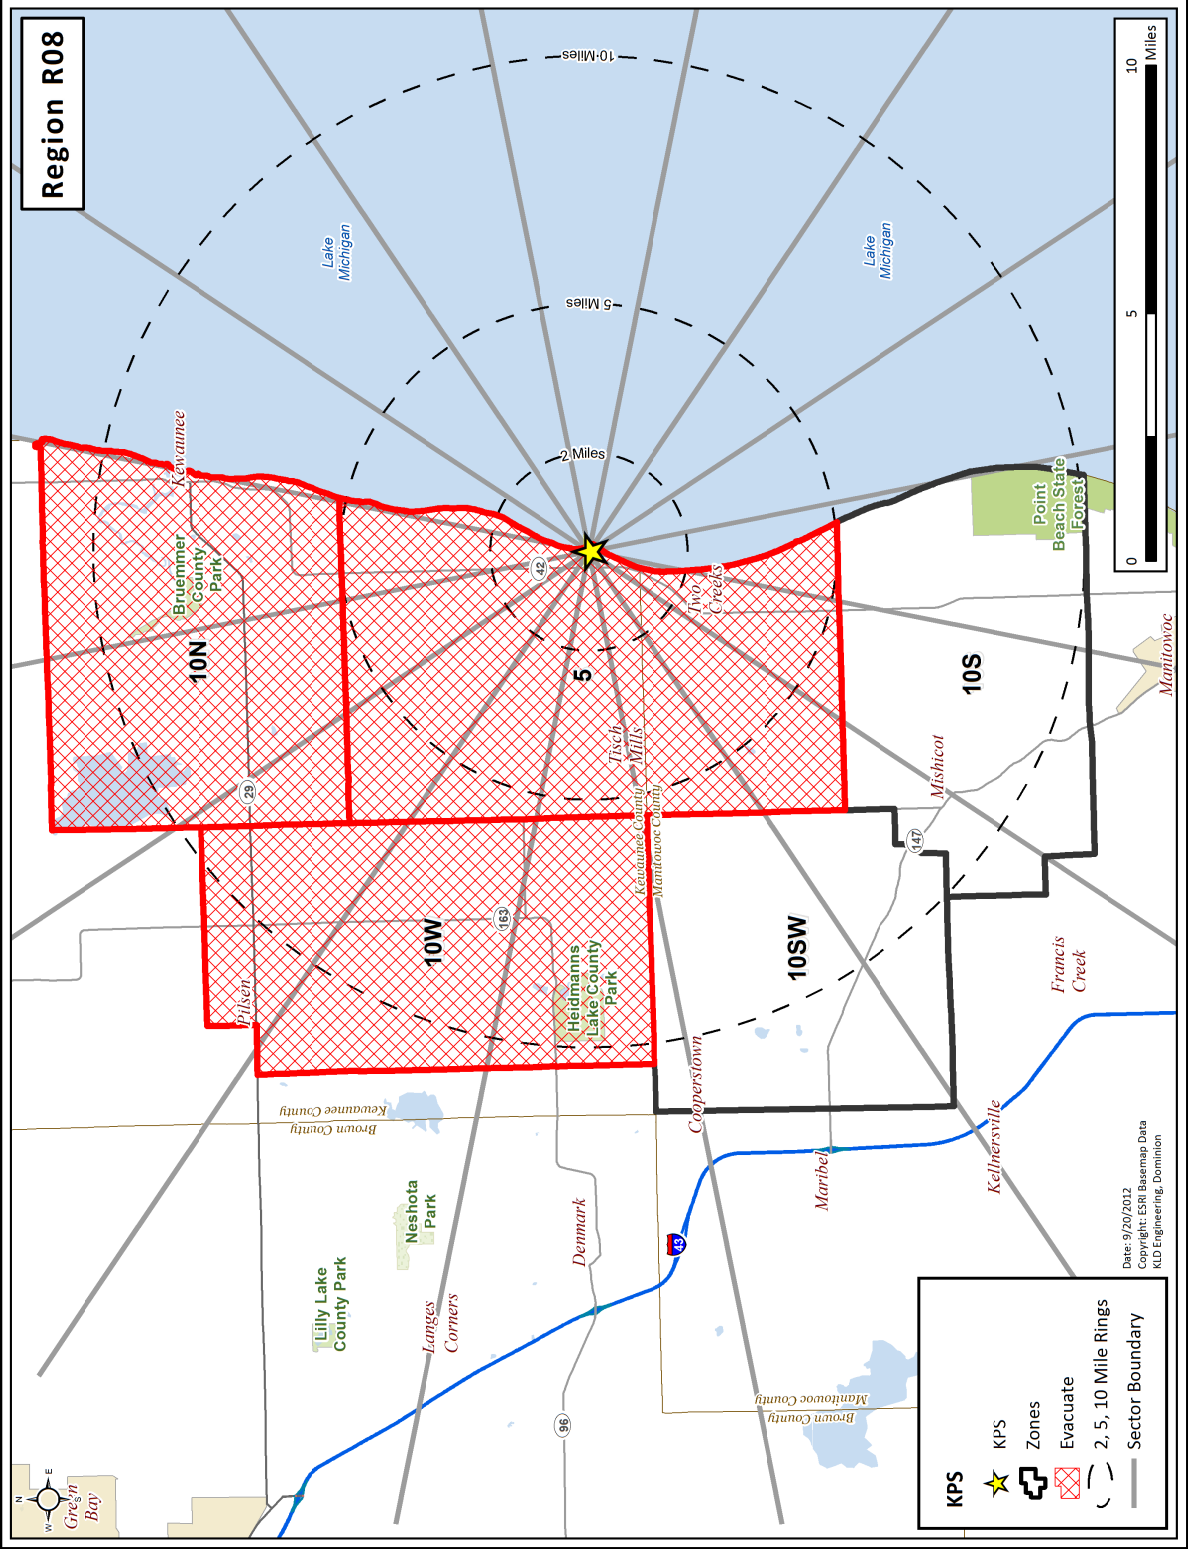 Region R08
10 Miles
5 Miles
2 Miles
Lake
Michigan
Lake
Michigan
Kewaunee
Bruemmer
County
Park
10N
29
42
5
Two
Creeks
Tisch
Mills
Kewaunee County
Manitowoc County
Pilsen
10W
163
Heidmanns
Lake County
Park
10SW
10S
Mishicot
147
Point
Beach State
Forest
Manitowoc
Francis
Creek
Cooperstown
Maribel
Kellnersville
Kewaunee County
Brown County
Neshota
Park
Lilly Lake
County Park
Langes
Corners
Denmark
43
96
Manitowoc County
Brown County
Green
Bay
N
E
S
W
0
5
10
Miles
KPS
KPS
Zones
Evacuate
2, 5, 10 Mile Rings
Sector Boundary
Date: 9/20/2012
Copyright: ESRI Basemap Data
KLD Engineering, Dominion